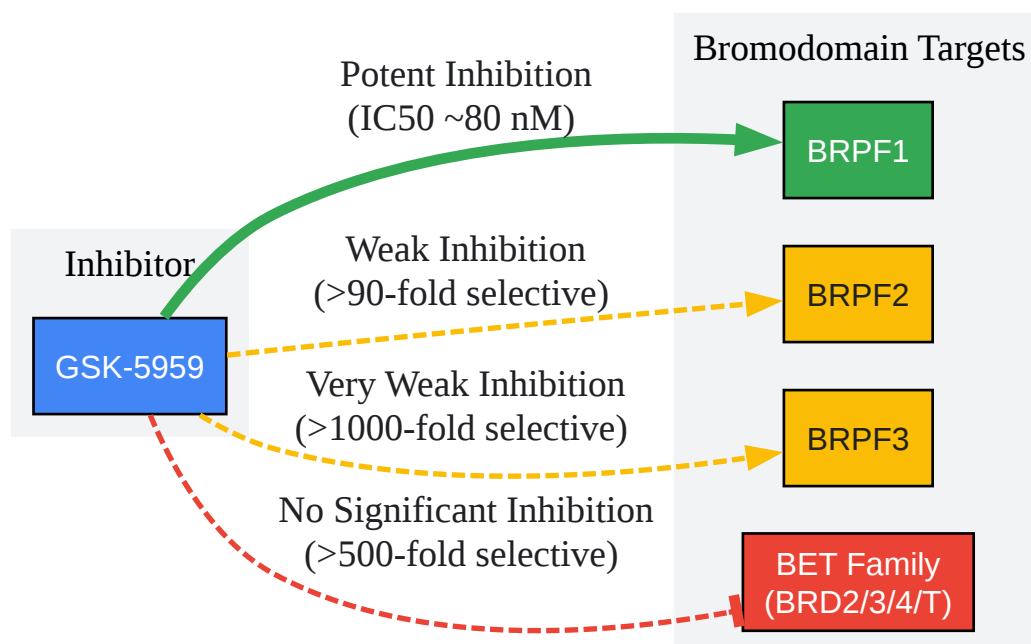 Bromodomain Targets
Potent Inhibition
(IC50 ~80 nM)
BRPF1
Inhibitor
Weak Inhibition
(>90-fold selective)
BRPF2
GSK-5959
Very Weak Inhibition
(>1000-fold selective)
BRPF3
No Significant Inhibition
(>500-fold selective)
BET Family
(BRD2/3/4/T)